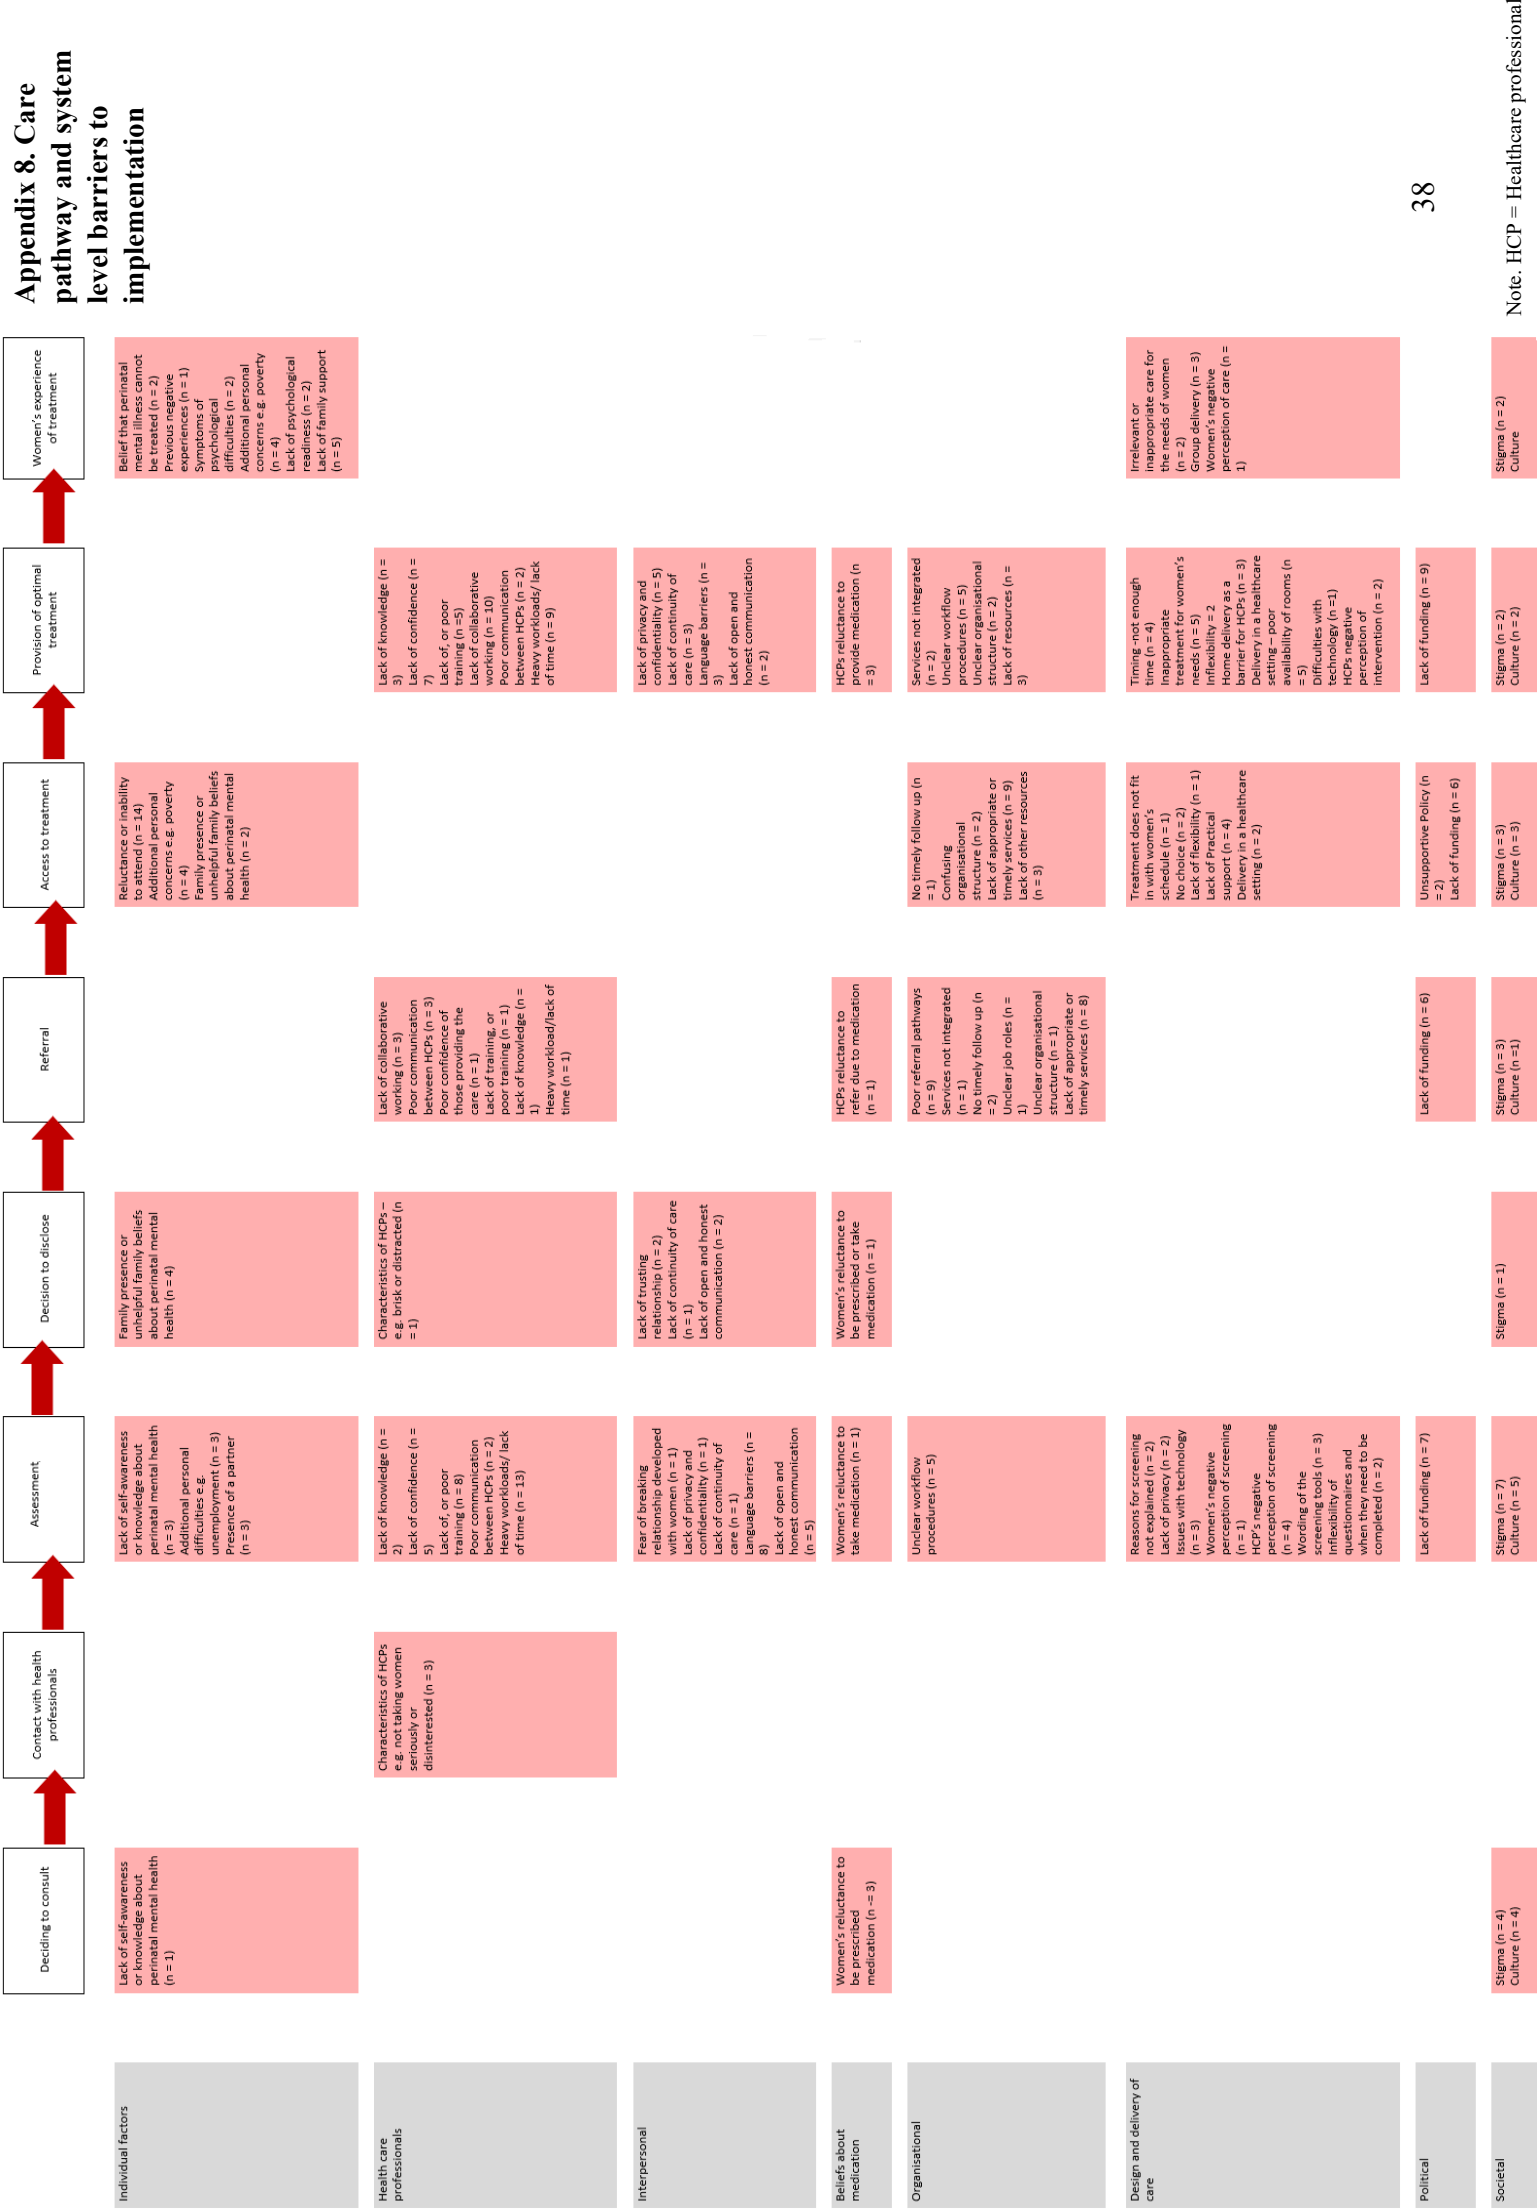 Appendix 8. Care
pathway and system
level barriers to
implementation
Deciding to consult
Contact with health
professionals
Assessment
Decision to disclose
Referral
Access to treatment
Provision of optimal
treatment
Women's experience
of treatment
Individual factors
Lack of self-awareness
or knowledge about
perinatal mental health
(n = 1)
Lack of self-awareness
or knowledge about
perinatal mental health
(n = 3)
Additional personal
difficulties e.g.
unemployment (n = 3)
Presence of a partner
(n = 3)
Family presence or
unhelpful family beliefs
about perinatal mental
health (n = 4)
Reluctance or inability
to attend (n = 14)
Additional personal
concerns e.g. poverty
(n = 4)
Family presence or
unhelpful family beliefs
about perinatal mental
health (n = 2)
Belief that perinatal
mental illness cannot
be treated (n = 2)
Previous negative
experiences (n = 1)
Symptoms of
psychological
difficulties (n = 2)
Additional personal
concerns e.g. poverty
(n = 4)
Lack of psychological
readiness (n = 2)
Lack of family support
(n = 5)
Health care
professionals
Characteristics of HCPs
e.g. not taking women
seriously or
disinterested (n = 3)
Lack of knowledge (n =
2)
Lack of confidence (n =
5)
Lack of, or poor
training (n = 8)
Poor communication
between HCPs (n = 2)
Heavy workloads/ lack
of time (n = 13)
Characteristics of HCPs –
e.g. brisk or distracted (n
= 1)
Lack of collaborative
working (n = 3)
Poor communication
between HCPs (n = 3)
Poor confidence of
those providing the
care (n = 1)
Lack of training, or
poor training (n = 1)
Lack of knowledge (n =
1)
Heavy workload/lack of
time (n = 1)
Lack of knowledge (n =
3)
Lack of confidence (n =
7)
Lack of, or poor
training (n =5)
Lack of collaborative
working (n = 10)
Poor communication
between HCPs (n = 2)
Heavy workloads/ lack
of time (n = 9)
Interpersonal
Fear of breaking
relationship developed
with women (n = 1)
Lack of privacy and
confidentiality (n = 1)
Lack of continuity of
care (n = 1)
Language barriers (n =
8)
Lack of open and
honest communication
(n = 5)
Lack of trusting
relationship (n = 2)
Lack of continuity of care
(n = 1)
Lack of open and honest
communication (n = 2)
Lack of privacy and
confidentiality (n = 5)
Lack of continuity of
care (n = 3)
Language barriers (n =
3)
Lack of open and
honest communication
(n = 2)
Beliefs about
medication
Women's reluctance to
be prescribed
medication (n -= 3)
Women's reluctance to
take medication (n = 1)
Women's reluctance to
be prescribed or take
medication (n = 1)
HCPs reluctance to
refer due to medication
(n = 1)
HCPs reluctance to
provide medication (n
= 3)
Organisational
Unclear workflow
procedures (n = 5)
Poor referral pathways
(n = 9)
Services not integrated
(n = 1)
No timely follow up (n
= 2)
Unclear job roles (n =
1)
Unclear organisational
structure (n = 1)
Lack of appropriate or
timely services (n = 8)
No timely follow up (n
= 1)
Confusing
organisational
structure (n = 2)
Lack of appropriate or
timely services (n = 9)
Lack of other resources
(n = 3)
Services not integrated
(n = 2)
Unclear workflow
procedures (n = 5)
Unclear organisational
structure (n = 2)
Lack of resources (n =
3)
Design and delivery of
care
Reasons for screening
not explained (n = 2)
Lack of privacy (n = 2)
Issues with technology
(n = 3)
Women's negative
perception of screening
(n = 1)
HCP's negative
perception of screening
(n = 4)
Wording of the
screening tools (n = 3)
Inflexibility of
questionnaires and
when they need to be
completed (n = 2)
Treatment does not fit
in with women's
schedule (n = 1)
No choice (n = 2)
Lack of flexibility (n = 1)
Lack of Practical
support (n = 4)
Delivery in a healthcare
setting (n = 2)
Timing -not enough
time (n = 4)
Inappropriate
treatment for women's
needs (n = 5)
Inflexibility = 2
Home delivery as a
barrier for HCPs (n = 3)
Delivery in a healthcare
setting – poor
availability of rooms (n
= 5)
Difficulties with
technology (n =1)
HCPs negative
perception of
intervention (n = 2)
Irrelevant or
inappropriate care for
the needs of women
(n = 2)
Group delivery (n = 3)
Women's negative
perception of care (n =
1)
Political
Lack of funding (n = 7)
Lack of funding (n = 6)
Unsupportive Policy (n
= 2)
Lack of funding (n = 6)
Lack of funding (n = 9)
Societal
Stigma (n = 4)
Culture (n = 4)
Stigma (n = 7)
Culture (n = 5)
Stigma (n = 1)
Stigma (n = 3)
Culture (n =1)
Stigma (n = 3)
Culture (n = 3)
Stigma (n = 2)
Culture (n = 2)
Stigma (n = 2)
Culture
38
Note. HCP = Healthcare professional